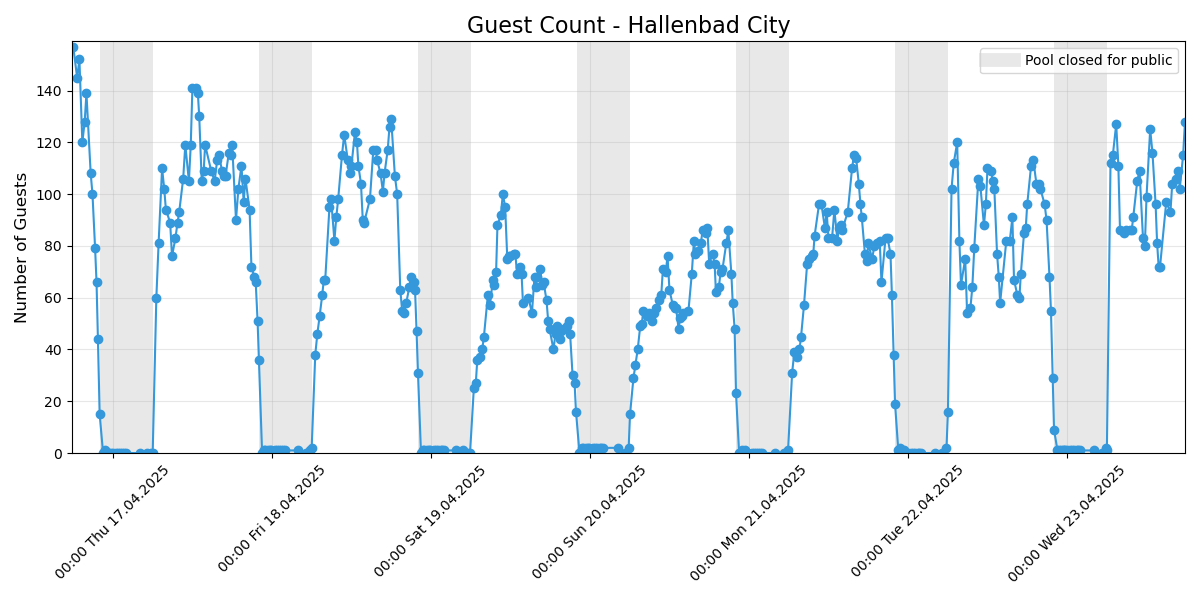 Guest Count - Hallenbad City
Pool closed for public
Number of Guests
140
120
100
80
60
40
20
0
00:00 Thu 17.04.2025
00:00 Fri 18.04.2025
00:00 Sat 19.04.2025
00:00 Sun 20.04.2025
00:00 Mon 21.04.2025
00:00 Tue 22.04.2025
00:00 Wed 23.04.2025